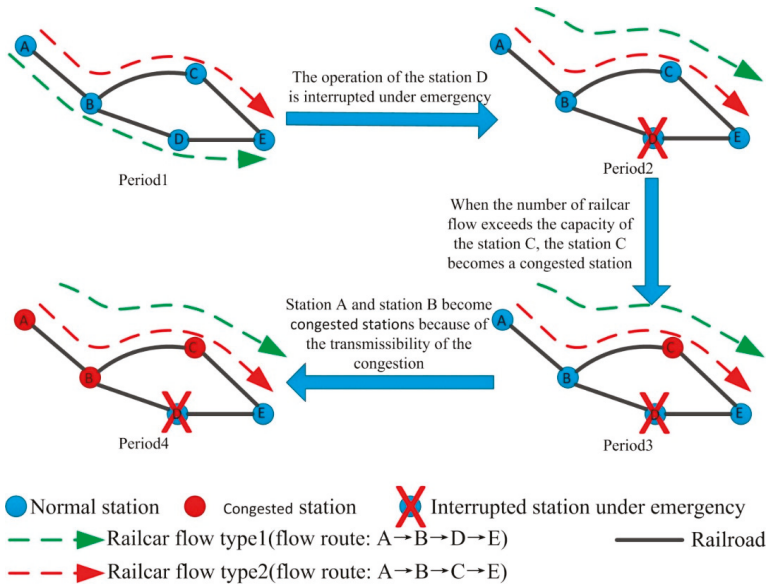 A
C
B
D
E
Period1
The operation of the station D
is interrupted under emergency
A
C
B
D
E
Period2
When the number of railcar
flow exceeds the capacity of
the station C, the station C
becomes a congested station
A
C
B
D
E
Period3
Station A and station B become
congested stations because of
the transmissibility of the
congestion
A
C
B
D
E
Period4
Normal station
Congested station
Interrupted station under emergency
Railcar flow type1(flow route: A→B→D→E)
Railroad
Railcar flow type2(flow route: A→B→C→E)